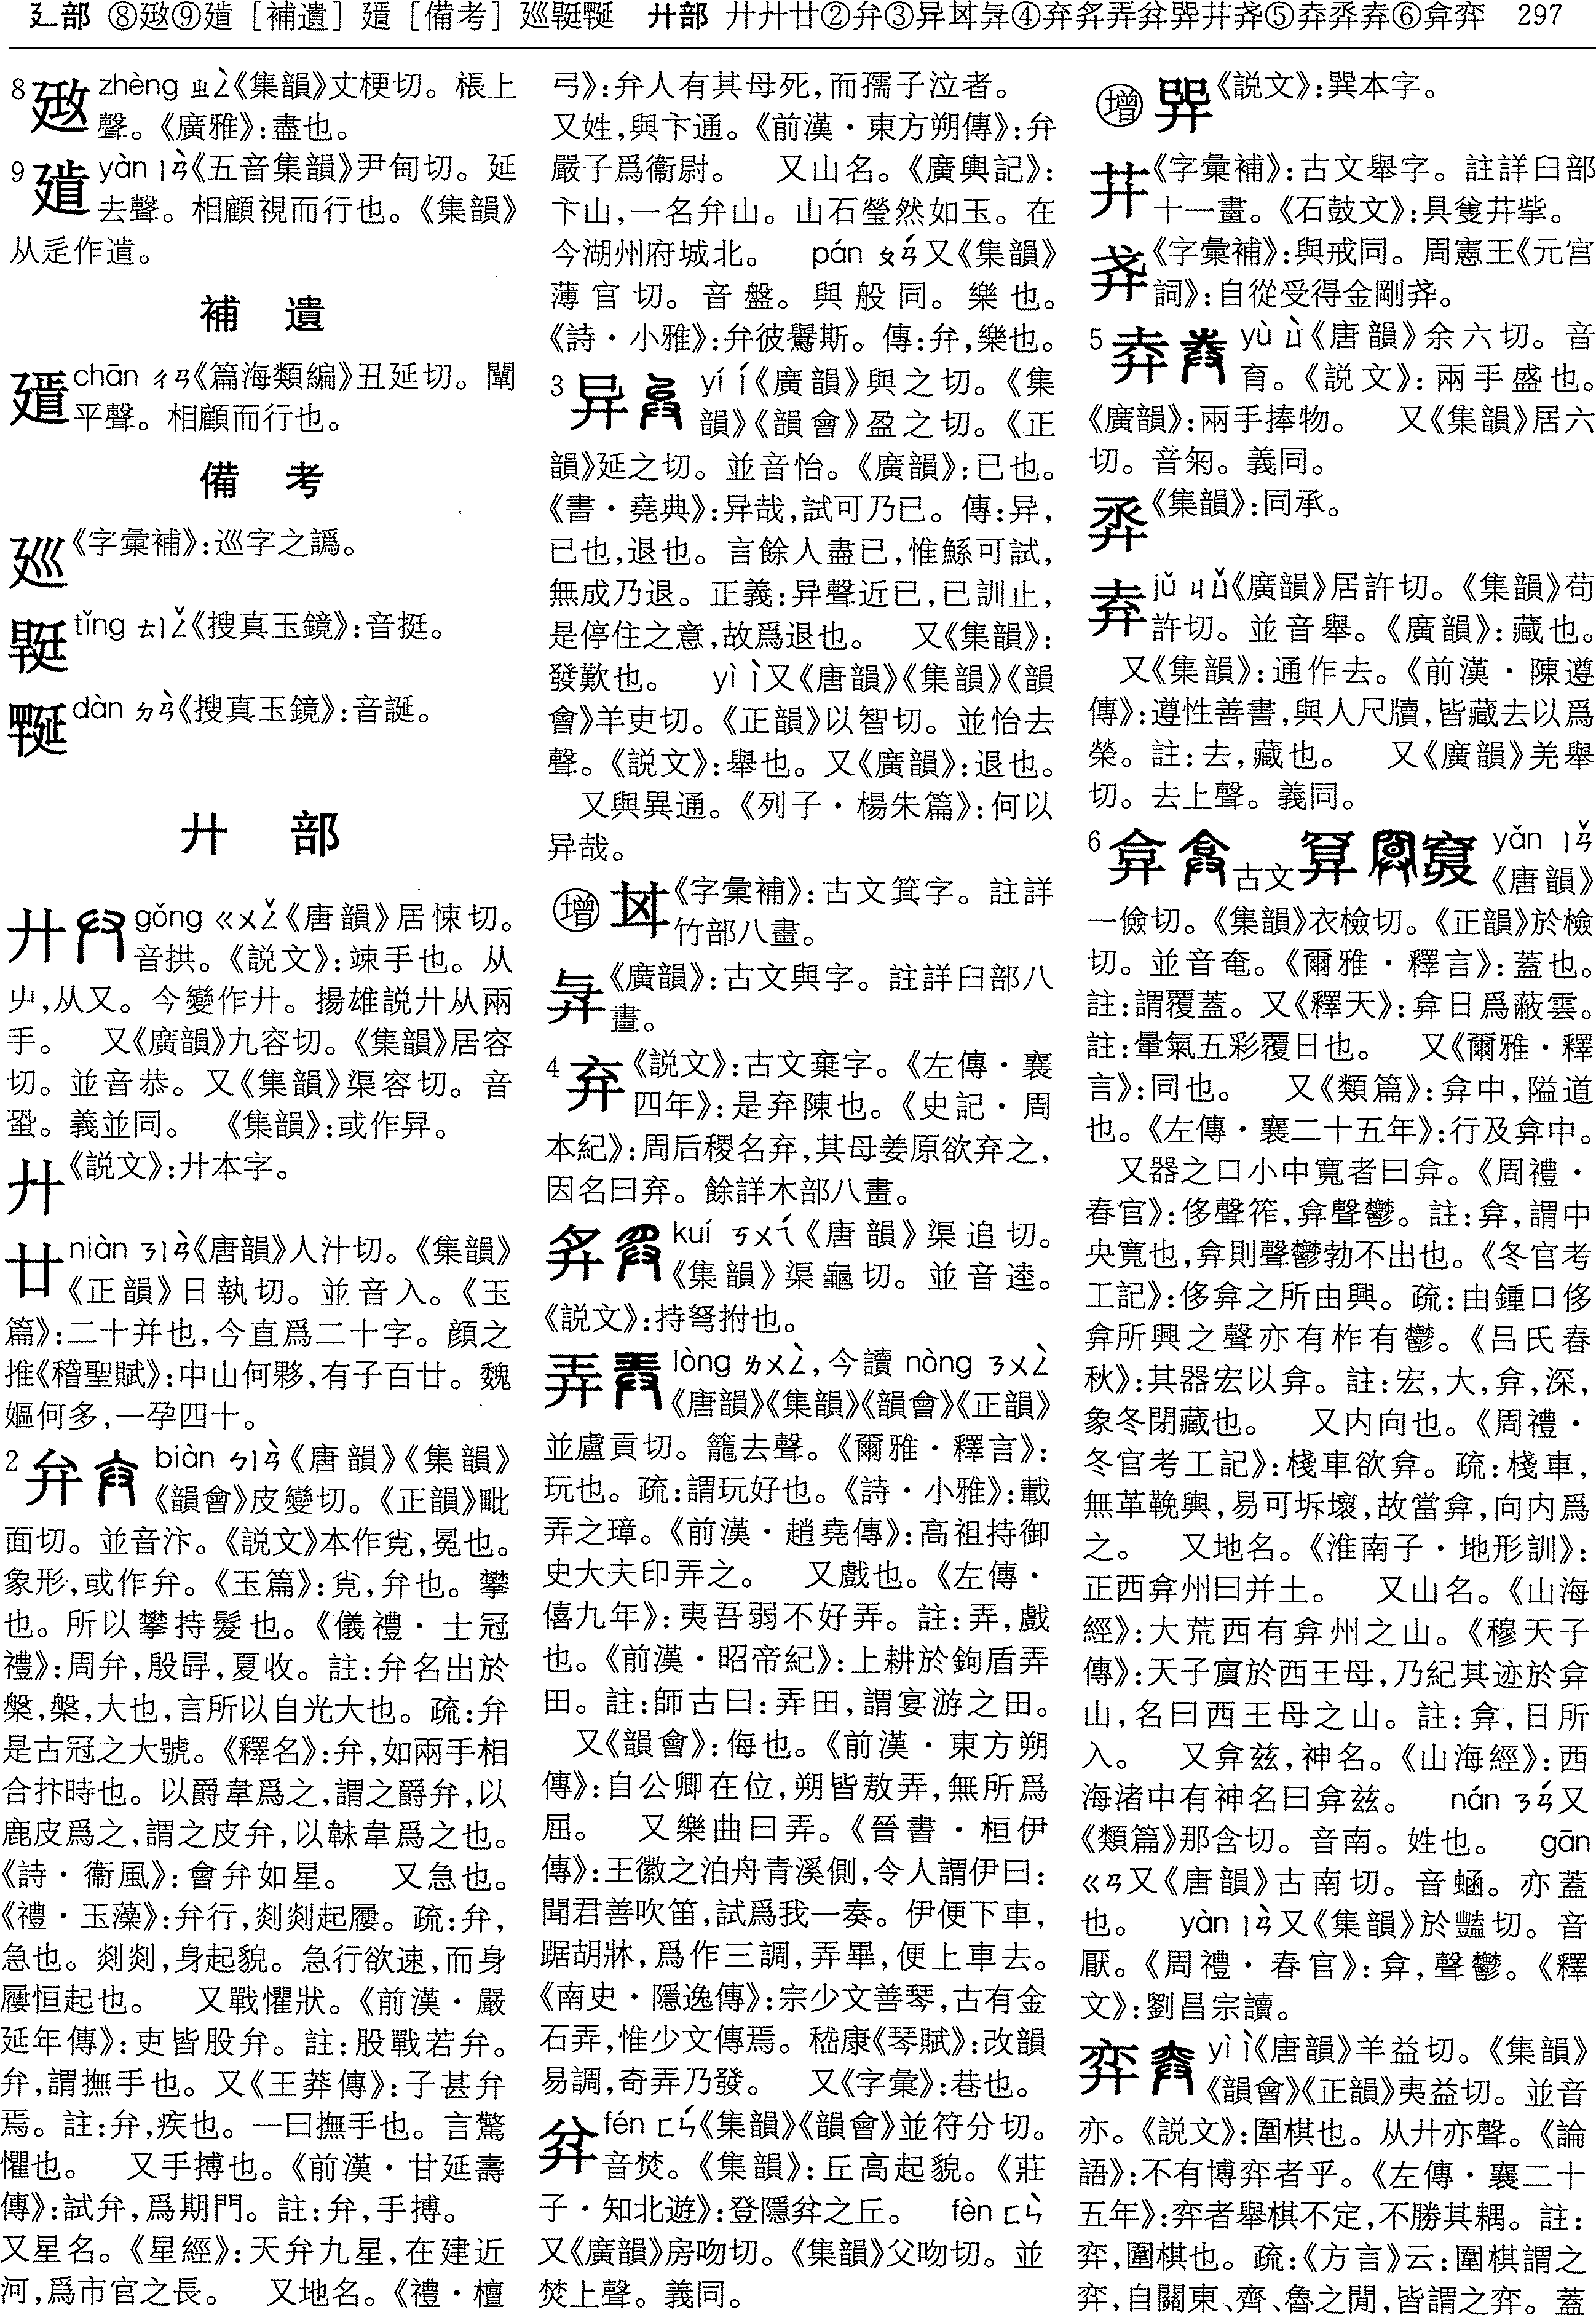 廴部 ⑧𢌛⑨𨔽［補遺］［備考］ 廾部 廾廿②弁③异④弃弄⑤⑥弇弈 297
8 zhèng ㄓㄥˋ《集韻》丈梗切。棖上
聲。《廣雅》:盡也。
9 yàn ㄧㄢˋ《五音集韻》尹甸切。延
去聲。相顧視而行也。《集韻》
从辵作𨔣。
補 遺
chān ㄔㄢ《篇海類編》丑延切。闡
平聲。相顧而行也。
備 考
《字彙補》:巡字之譌。
tǐng ㄊㄧㄥˇ《搜真玉鏡》:音挺。
dàn ㄉㄢˋ《搜真玉鏡》:音誕。
廾 部
廾 gǒng ㄍㄨㄥˇ《唐韻》居悚切。
音拱。《説文》:竦手也。从
𠂇,从又。今變作廾。揚雄説廾从兩
手。 又《廣韻》九容切。《集韻》居容
切。並音恭。又《集韻》渠容切。音
蛩。義並同。 《集韻》:或作𢌬。
《説文》:廾本字。
廿 niàn ㄋㄧㄢˋ《唐韻》人汁切。《集韻》
《正韻》日執切。並音入。《玉
篇》:二十并也,今直爲二十字。顔之
推《稽聖賦》:中山何夥,有子百廿。魏
嫗何多,一孕四十。
2 弁 biàn ㄅㄧㄢˋ《唐韻》《集韻》
《韻會》皮變切。《正韻》毗
面切。並音汴。《説文》本作㝸,冕也。
象形,或作弁。《玉篇》:㝸,弁也。攀
也。所以攀持髮也。《儀禮・士冠
禮》:周弁,殷冔,夏收。註:弁名出於
槃,槃,大也,言所以自光大也。疏:弁
是古冠之大號。《釋名》:弁,如兩手相
合抃時也。以爵韋爲之,謂之爵弁,以
鹿皮爲之,謂之皮弁,以韎韋爲之也。
《詩・衞風》:會弁如星。 又急也。
《禮・玉藻》:弁行,剡剡起屨。疏:弁,
急也。剡剡,身起貌。急行欲速,而身
屨恒起也。 又戰懼狀。《前漢・嚴
延年傳》:吏皆股弁。註:股戰若弁。
弁,謂撫手也。又《王莽傳》:予甚弁
焉。註:弁,疾也。一曰撫手也。言驚
懼也。 又手搏也。《前漢・甘延壽
傳》:試弁,爲期門。註:弁,手搏。
又星名。《星經》:天弁九星,在建近
河,爲市官之長。 又地名。《禮・檀
弓》:弁人有其母死,而孺子泣者。
又姓,與卞通。《前漢・東方朔傳》:弁
嚴子爲衞尉。 又山名。《廣輿記》:
卞山,一名弁山。山石瑩然如玉。在
今湖州府城北。 pán ㄆㄢˊ又《集韻》
薄官切。音盤。與般同。樂也。
《詩・小雅》:弁彼鸒斯。傳:弁,樂也。
3 异 yí ㄧˊ《廣韻》與之切。《集
韻》《韻會》盈之切。《正
韻》延之切。並音怡。《廣韻》:已也。
《書・堯典》:异哉,試可乃已。傳:异,
已也,退也。言餘人盡已,惟鯀可試,
無成乃退。正義:异聲近已,已訓止,
是停住之意,故爲退也。 又《集韻》:
發歎也。 yì ㄧˋ又《唐韻》《集韻》《韻
會》羊吏切。《正韻》以智切。並怡去
聲。《説文》:舉也。又《廣韻》:退也。
又與異通。《列子・楊朱篇》:何以
异哉。
增 《字彙補》:古文箕字。註詳
竹部八畫。
《廣韻》:古文與字。註詳臼部八
畫。
4 弃 《説文》:古文棄字。《左傳・襄
四年》:是弃陳也。《史記・周
本紀》:周后稷名弃,其母姜原欲弃之,
因名曰弃。餘詳木部八畫。
kuí ㄎㄨㄟˊ《唐韻》渠追切。
《集韻》渠龜切。並音逵。
《説文》:持弩拊也。
弄 lòng ㄌㄨㄥˋ,今讀 nòng ㄋㄨㄥˋ
《唐韻》《集韻》《韻會》《正韻》
並盧貢切。籠去聲。《爾雅・釋言》:
玩也。疏:謂玩好也。《詩・小雅》:載
弄之璋。《前漢・趙堯傳》:高祖持御
史大夫印弄之。 又戲也。《左傳・
僖九年》:夷吾弱不好弄。註:弄,戲
也。《前漢・昭帝紀》:上耕於鉤盾弄
田。註:師古曰:弄田,謂宴游之田。
又《韻會》:侮也。《前漢・東方朔
傳》:自公卿在位,朔皆敖弄,無所爲
屈。 又樂曲曰弄。《晉書・桓伊
傳》:王徽之泊舟青溪側,令人謂伊曰:
聞君善吹笛,試爲我一奏。伊便下車,
踞胡牀,爲作三調,弄畢,便上車去。
《南史・隱逸傳》:宗少文善琴,古有金
石弄,惟少文傳焉。嵇康《琴賦》:改韻
易調,奇弄乃發。 又《字彙》:巷也。
弅 fén ㄈㄣˊ《集韻》《韻會》並符分切。
音焚。《集韻》:丘高起貌。《莊
子・知北遊》:登隱弅之丘。 fèn ㄈㄣˋ
又《廣韻》房吻切。《集韻》父吻切。並
焚上聲。義同。
增 《説文》:巽本字。
《字彙補》:古文舉字。註詳臼部
十一畫。《石鼓文》:具㚇𦫳㧘。
《字彙補》:與戒同。周憲王《元宫
詞》:自從受得金剛。
5 yù ㄩˋ《唐韻》余六切。音
育。《説文》:兩手盛也。
《廣韻》:兩手捧物。 又《集韻》居六
切。音匊。義同。
《集韻》:同承。
弆 jǔ ㄐㄩˇ《廣韻》居許切。《集韻》苟
許切。並音舉。《廣韻》:藏也。
又《集韻》:通作去。《前漢・陳遵
傳》:遵性善書,與人尺牘,皆藏去以爲
榮。註:去,藏也。 又《廣韻》羌舉
切。去上聲。義同。
6 弇 古文 yǎn ㄧㄢˇ
《唐韻》
一儉切。《集韻》衣檢切。《正韻》於檢
切。並音奄。《爾雅・釋言》:蓋也。
註:謂覆蓋。又《釋天》:弇日爲蔽雲。
註:暈氣五彩覆日也。 又《爾雅・釋
言》:同也。 又《類篇》:弇中,隘道
也。《左傳・襄二十五年》:行及弇中。
又器之口小中寬者曰弇。《周禮・
春官》:侈聲筰,弇聲鬱。註:弇,謂中
央寬也,弇則聲鬱勃不出也。《冬官考
工記》:侈弇之所由興。疏:由鍾口侈
弇所興之聲亦有柞有鬱。《吕氏春
秋》:其器宏以弇。註:宏,大,弇,深,
象冬閉藏也。 又内向也。《周禮・
冬官考工記》:棧車欲弇。疏:棧車,
無革鞔輿,易可坼壞,故當弇,向内爲
之。 又地名。《淮南子・地形訓》:
正西弇州曰并土。 又山名。《山海
經》:大荒西有弇州之山。《穆天子
傳》:天子賔於西王母,乃紀其迹於弇
山,名曰西王母之山。註:弇,日所
入。 又弇兹,神名。《山海經》:西
海渚中有神名曰弇兹。 nán ㄋㄢˊ又
《類篇》那含切。音南。姓也。 gān
ㄍㄢ又《唐韻》古南切。音蜬。亦蓋
也。 yàn ㄧㄢˋ又《集韻》於豔切。音
厭。《周禮・春官》:弇,聲鬱。《釋
文》:劉昌宗讀。
弈 yì ㄧˋ《唐韻》羊益切。《集韻》
《韻會》《正韻》夷益切。並音
亦。《説文》:圍棋也。从廾亦聲。《論
語》:不有博弈者乎。《左傳・襄二十
五年》:弈者舉棋不定,不勝其耦。註:
弈,圍棋也。疏:《方言》云:圍棋謂之
弈,自關東、齊、魯之閒,皆謂之弈。蓋